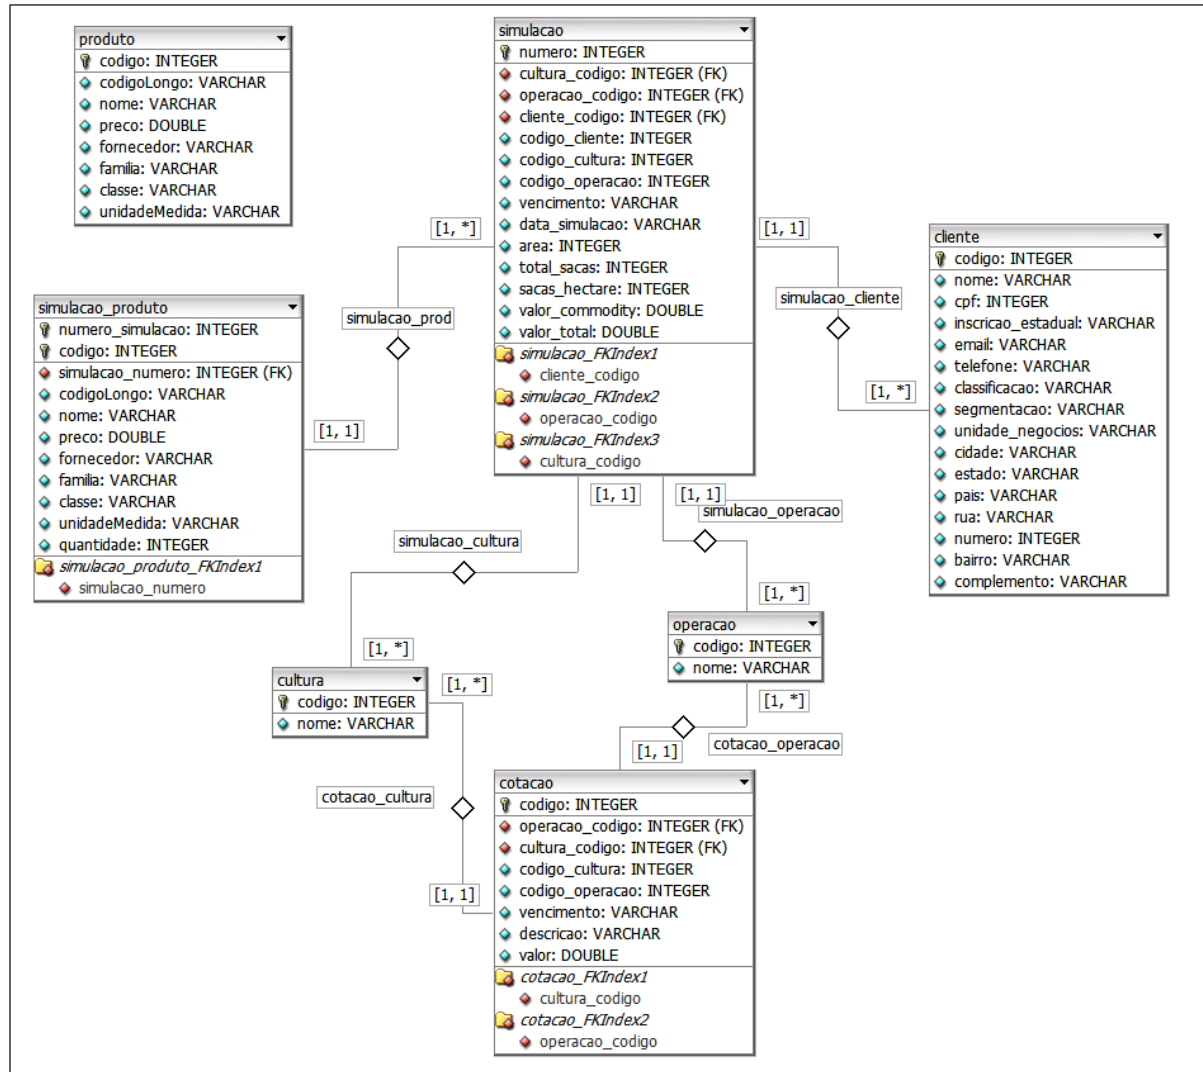 produto
codigo: INTEGER
codigoLongo: VARCHAR
nome: VARCHAR
preco: DOUBLE
fornecedor: VARCHAR
familia: VARCHAR
classe: VARCHAR
unidadeMedida: VARCHAR
simulacao
numero: INTEGER
cultura_codigo: INTEGER (FK)
operacao_codigo: INTEGER (FK)
cliente_codigo: INTEGER (FK)
codigo_cliente: INTEGER
codigo_cultura: INTEGER
codigo_operacao: INTEGER
vencimento: VARCHAR
data_simulacao: VARCHAR
area: INTEGER
total_sacas: INTEGER
sacas_hectare: INTEGER
valor_commodity: DOUBLE
valor_total: DOUBLE
simulacao_FKIndex1
cliente_codigo
simulacao_FKIndex2
operacao_codigo
simulacao_FKIndex3
cultura_codigo
[1, *]
simulacao_prod
[1, 1]
[1, 1]
simulacao_cliente
[1, *]
cliente
codigo: INTEGER
nome: VARCHAR
cpf: INTEGER
inscricao_estadual: VARCHAR
email: VARCHAR
telefone: VARCHAR
classificacao: VARCHAR
segmentacao: VARCHAR
unidade_negocios: VARCHAR
cidade: VARCHAR
estado: VARCHAR
pais: VARCHAR
rua: VARCHAR
numero: INTEGER
bairro: VARCHAR
complemento: VARCHAR
simulacao_produto
numero_simulacao: INTEGER
codigo: INTEGER
simulacao_numero: INTEGER (FK)
codigoLongo: VARCHAR
nome: VARCHAR
preco: DOUBLE
fornecedor: VARCHAR
familia: VARCHAR
classe: VARCHAR
unidadeMedida: VARCHAR
quantidade: INTEGER
simulacao_produto_FKIndex1
simulacao_numero
[1, 1]
simulacao_cultura
[1, *]
[1, 1]
simulacao_operacao
[1, *]
operacao
codigo: INTEGER
nome: VARCHAR
cultura
codigo: INTEGER
nome: VARCHAR
[1, *]
cotacao_cultura
[1, 1]
[1, *]
cotacao_operacao
[1, 1]
cotacao
codigo: INTEGER
operacao_codigo: INTEGER (FK)
cultura_codigo: INTEGER (FK)
codigo_cultura: INTEGER
codigo_operacao: INTEGER
vencimento: VARCHAR
descricao: VARCHAR
valor: DOUBLE
cotacao_FKIndex1
cultura_codigo
cotacao_FKIndex2
operacao_codigo